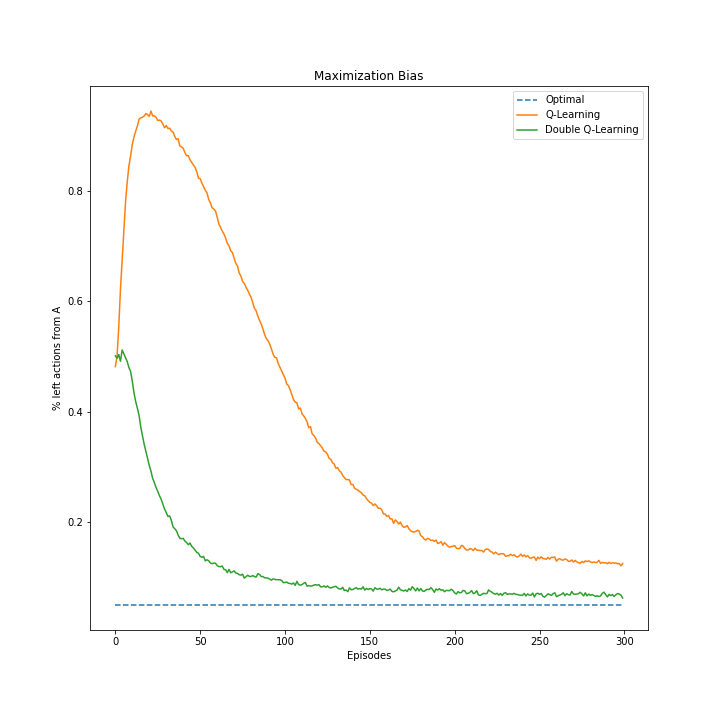 Maximization Bias
Optimal
Q-Learning
Double Q-Learning
% left actions from A
0.8
0.6
0.4
0.2
0 50 100 150 200 250 300
Episodes